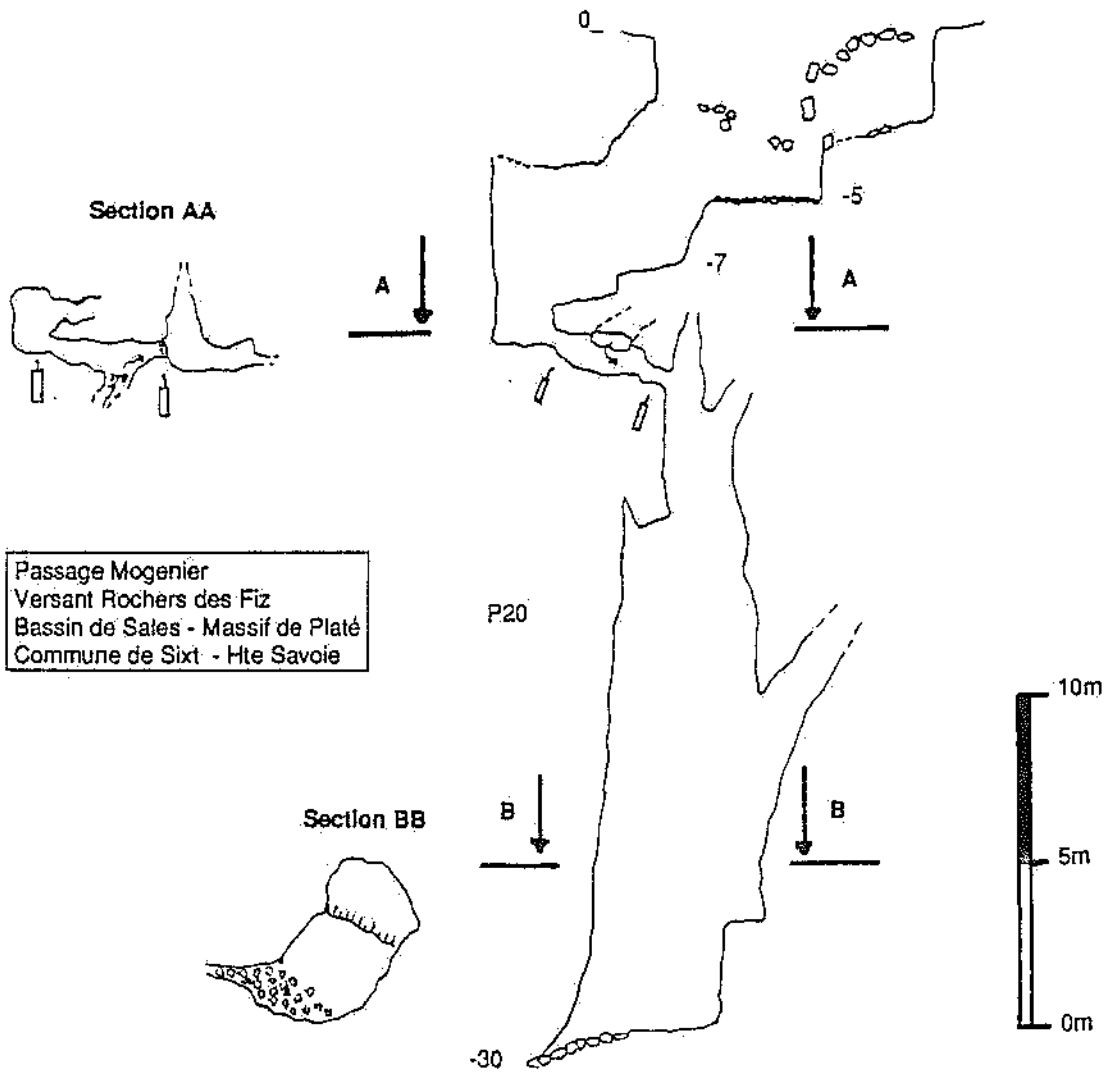 0_
-5
Section AA
A
-7
A
Passage Mogenier
Versant Rochers des Fiz
Bassin de Sales - Massif de Platé
Commune de Sixt - Hte Savoie
P20
10m
B
B
Section BB
5m
0m
-30